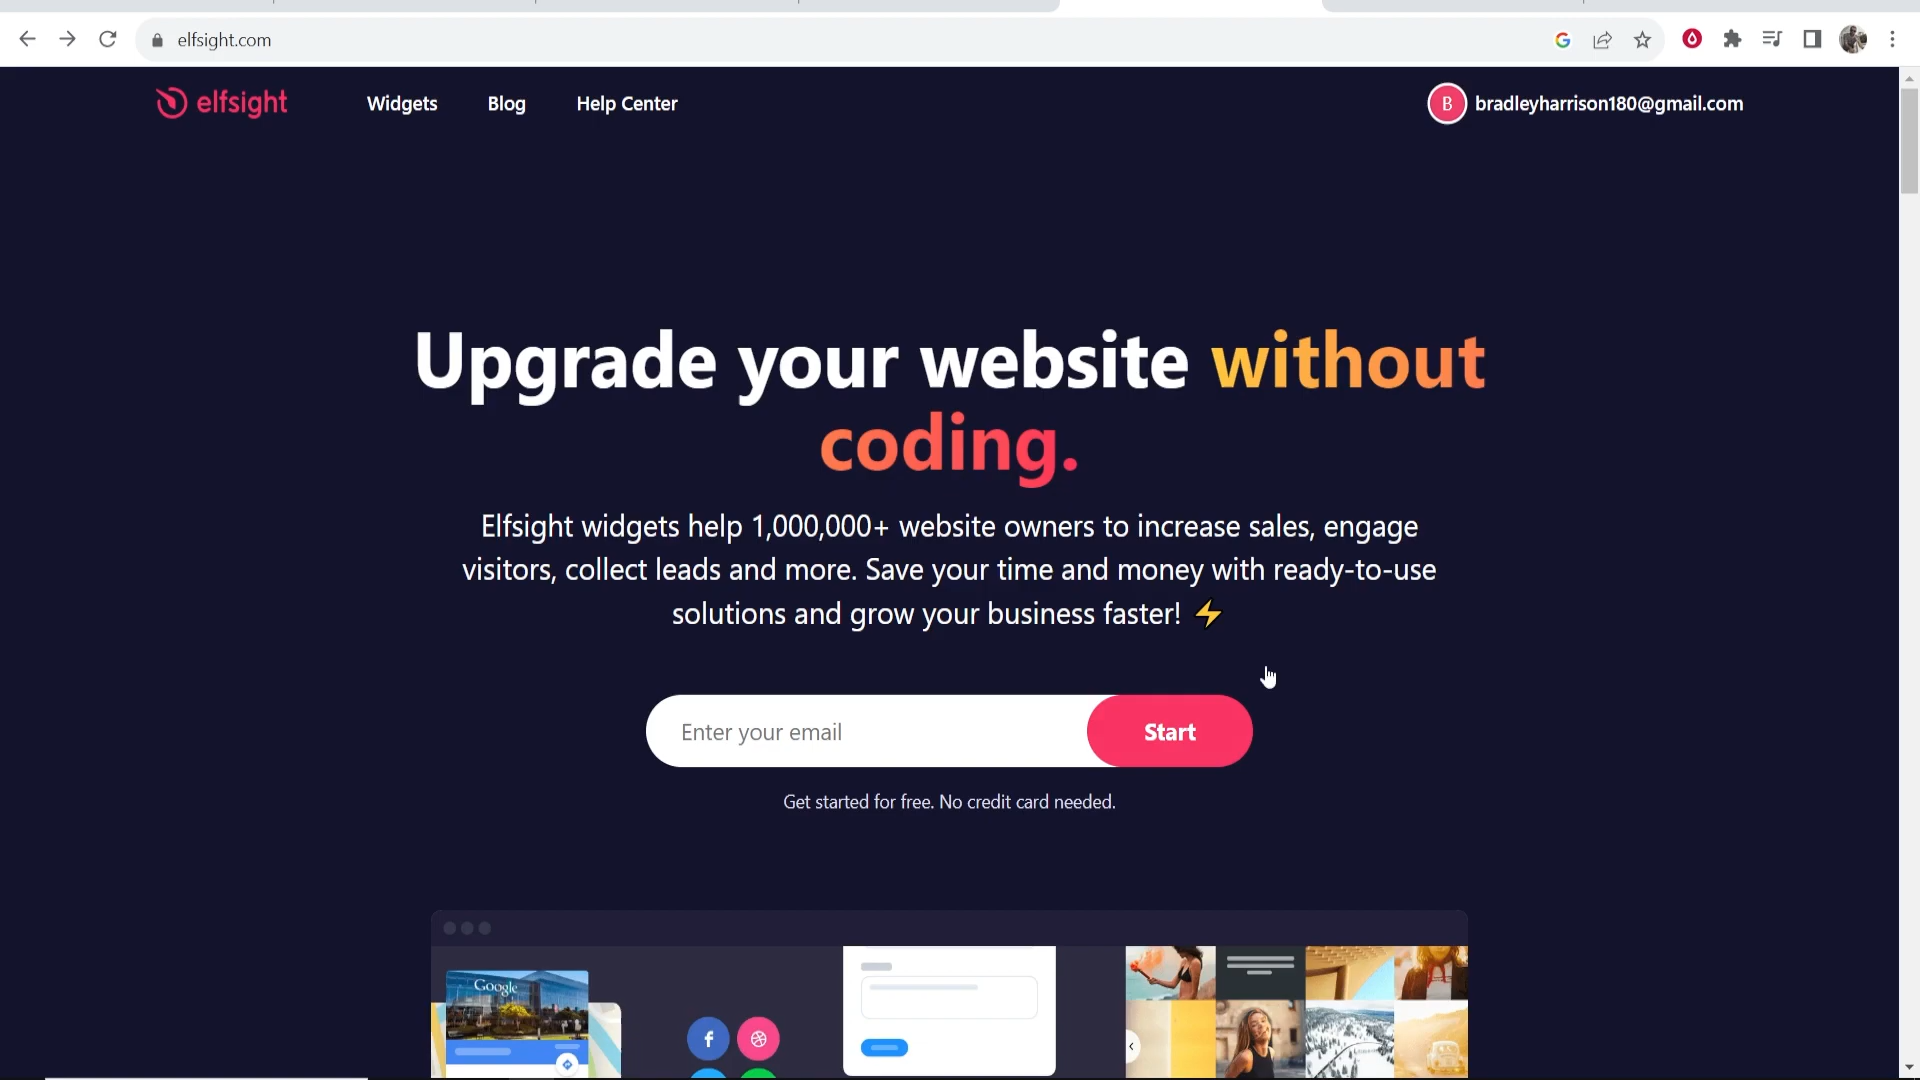 elfsight.com
elfsight
Widgets
Blog
Help Center
B
bradleyharrison180@gmail.com
Upgrade your website without
coding.
Elfsight widgets help 1,000,000+ website owners to increase sales, engage
visitors, collect leads and more. Save your time and money with ready-to-use
solutions and grow your business faster! ⚡
Enter your email
Start
Get started for free. No credit card needed.
Google